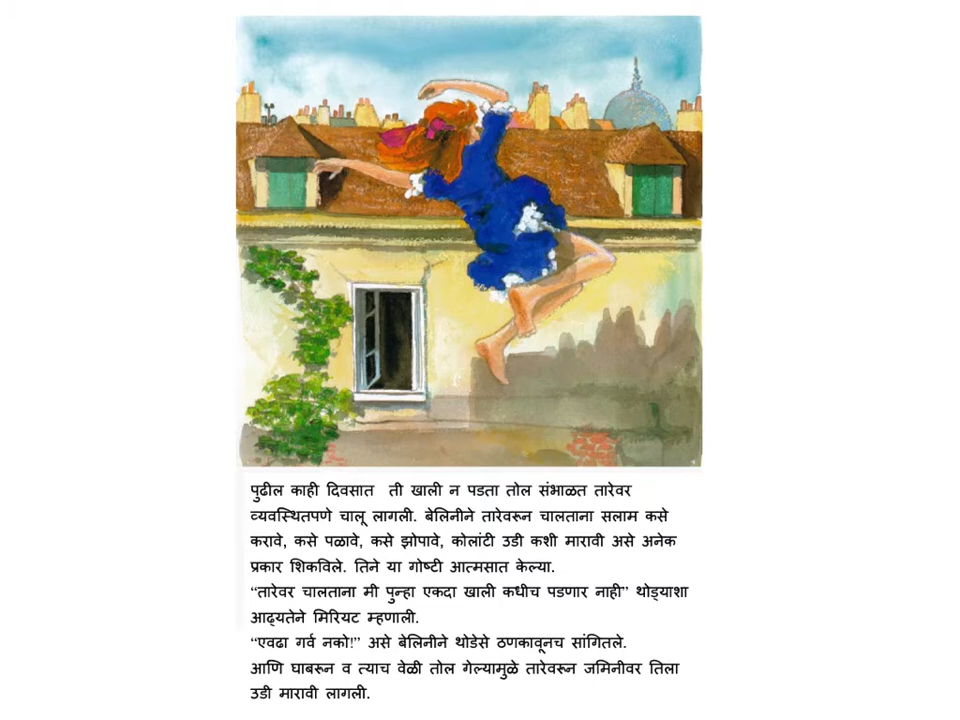 पुढील काही दिवसात ती खाली न पडता तोल संभाळत तारेवर
व्यवस्थितपणे चालू लागली. बेलिनीने तारेवरून चालताना सलाम कसे
करावे, कसे पळावे, कसे झोपावे, कोलांटी उडी कशी मारावी असे अनेक
प्रकार शिकविले. तिने या गोष्टी आत्मसात केल्या.
“तारेवर चालताना मी पुन्हा एकदा खाली कधीच पडणार नाही” थोड्याशा
आढ्यतेने मिरियट म्हणाली.
“एवढा गर्व नको!” असे बेलिनीने थोडेसे ठणकावूनच सांगितले.
आणि घाबरून व त्याच वेळी तोल गेल्यामुळे तारेवरून जमिनीवर तिला
उडी मारावी लागली.